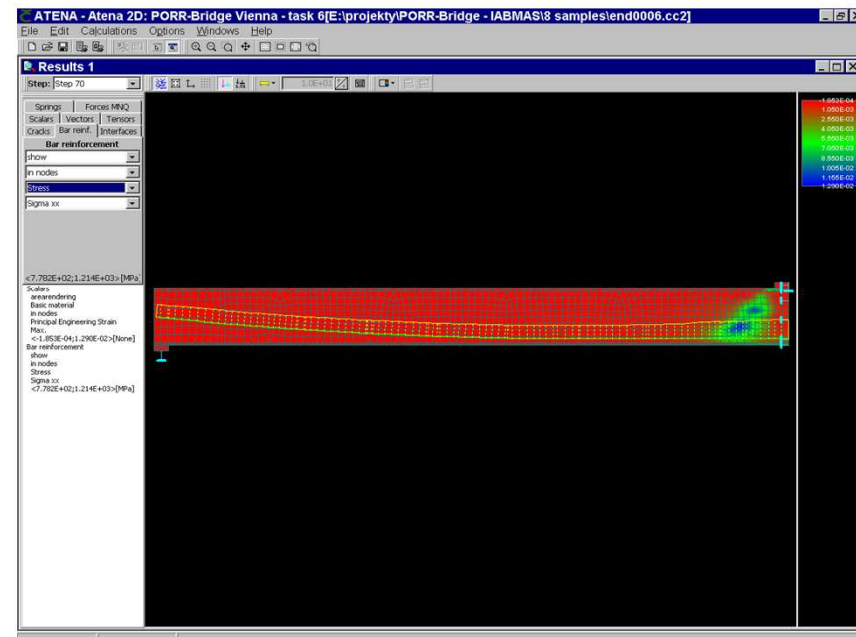 ATENA - Atena 2D: PORR-Bridge Vienna - task 6[E:\projekty\PORR-Bridge - IABMAS\8 samples\end0006.cc2]
File Edit Calculations Options Windows Help
Results 1
Step: Step 70
1.0E+01
Springs Forces MNQ
Scalars Vectors Tensors
Cracks Bar reinf. Interfaces
Bar reinforcement
show
in nodes
Stress
Sigma xx
<7.782E+02;1.214E+03>[MPa]
Scalars
arearendering
Basic material
in nodes
Principal Engineering Strain
Max.
<-1.853E-04;1.290E-02>[None]
Bar reinforcement
show
in nodes
Stress
Sigma xx
<7.782E+02;1.214E+03>[MPa]
-1.853E-04
1.050E-03
2.550E-03
4.050E-03
5.550E-03
7.050E-03
8.550E-03
1.005E-02
1.155E-02
1.290E-02